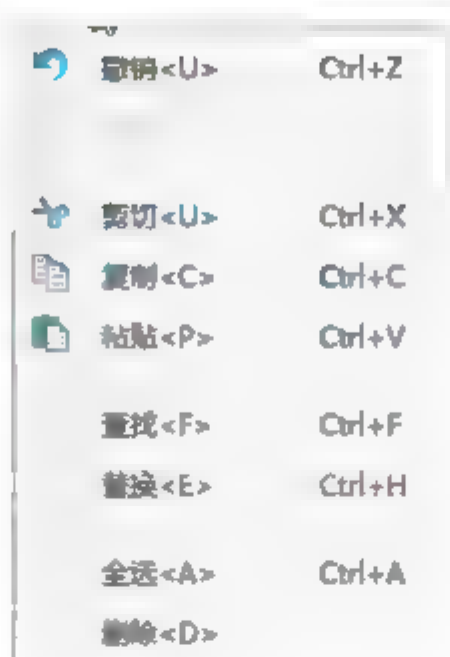 撤销<U> Ctrl+Z
剪切<U> Ctrl+X
复制<C> Ctrl+C
粘贴<P> Ctrl+V
查找<F> Ctrl+F
替换<E> Ctrl+H
全选<A> Ctrl+A
删除<D>